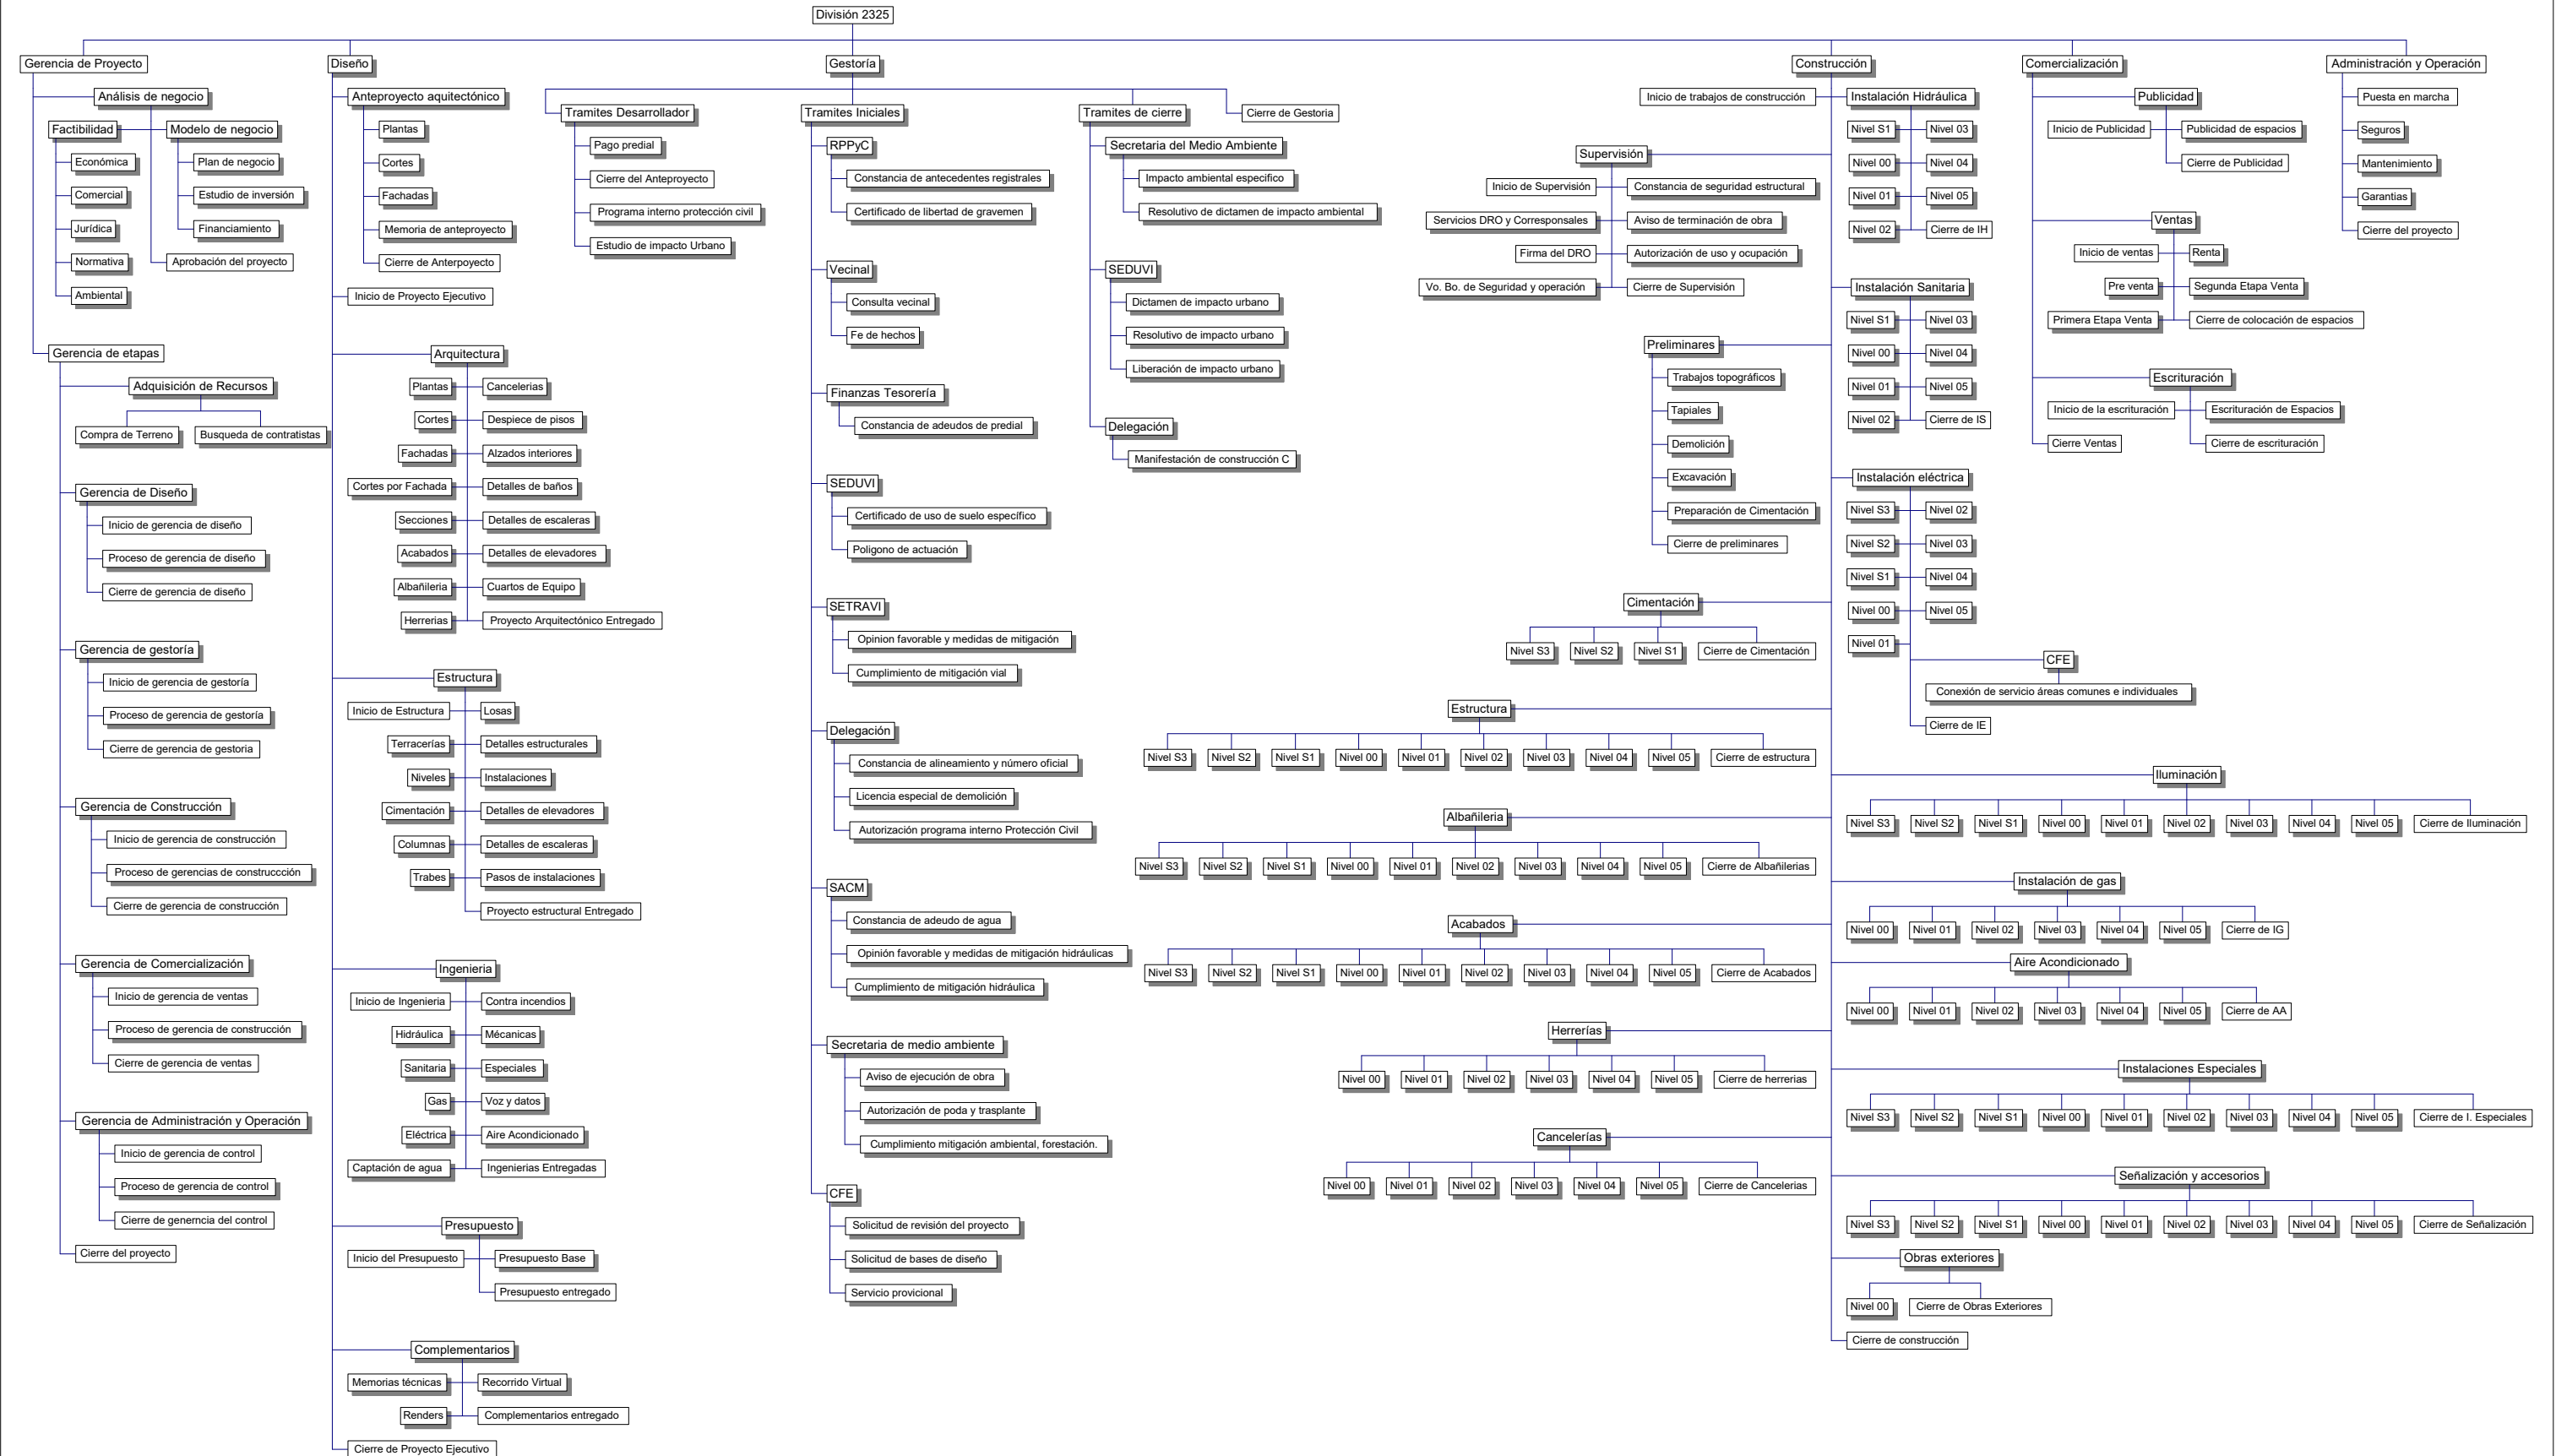 División 2325
Gerencia de Proyecto
Análisis de negocio
Factibilidad
Económica
Comercial
Jurídica
Normativa
Ambiental
Modelo de negocio
Plan de negocio
Estudio de inversión
Financiamiento
Aprobación del proyecto
Gerencia de etapas
Adquisición de Recursos
Compra de Terreno
Busqueda de contratistas
Gerencia de Diseño
Inicio de gerencia de diseño
Proceso de gerencia de diseño
Cierre de gerencia de diseño
Gerencia de gestoría
Inicio de gerencia de gestoría
Proceso de gerencia de gestoría
Cierre de gerencia de gestoria
Gerencia de Construcción
Inicio de gerencia de construcción
Proceso de gerencias de construccción
Cierre de gerencia de construcción
Gerencia de Comercialización
Inicio de gerencia de ventas
Proceso de gerencia de construcción
Cierre de gerencia de ventas
Gerencia de Administración y Operación
Inicio de gerencia de control
Proceso de gerencia de control
Cierre de generncia del control
Cierre del proyecto
Diseño
Anteproyecto aquitectónico
Plantas
Cortes
Fachadas
Memoria de anteproyecto
Cierre de Anterpoyecto
Inicio de Proyecto Ejecutivo
Arquitectura
Plantas
Cancelerias
Cortes
Despiece de pisos
Fachadas
Alzados interiores
Cortes por Fachada
Detalles de baños
Secciones
Detalles de escaleras
Acabados
Detalles de elevadores
Albañileria
Cuartos de Equipo
Herrerias
Proyecto Arquitectónico Entregado
Estructura
Inicio de Estructura
Losas
Terracerías
Detalles estructurales
Niveles
Instalaciones
Cimentación
Detalles de elevadores
Columnas
Detalles de escaleras
Trabes
Pasos de instalaciones
Proyecto estructural Entregado
Ingenieria
Inicio de Ingenieria
Contra incendios
Hidráulica
Mécanicas
Sanitaria
Especiales
Gas
Voz y datos
Eléctrica
Aire Acondicionado
Captación de agua
Ingenierias Entregadas
Presupuesto
Inicio del Presupuesto
Presupuesto Base
Presupuesto entregado
Complementarios
Memorias técnicas
Recorrido Virtual
Renders
Complementarios entregado
Cierre de Proyecto Ejecutivo
Gestoría
Tramites Desarrollador
Pago predial
Cierre del Anteproyecto
Programa interno protección civil
Estudio de impacto Urbano
Tramites Iniciales
RPPyC
Constancia de antecedentes registrales
Certificado de libertad de gravemen
Vecinal
Consulta vecinal
Fe de hechos
Finanzas Tesorería
Constancia de adeudos de predial
SEDUVI
Certificado de uso de suelo específico
Poligono de actuación
SETRAVI
Opinion favorable y medidas de mitigación
Cumplimiento de mitigación vial
Delegación
Constancia de alineamiento y número oficial
Licencia especial de demolición
Autorización programa interno Protección Civil
SACM
Constancia de adeudo de agua
Opinión favorable y medidas de mitigación hidráulicas
Cumplimiento de mitigación hidráulica
Secretaria de medio ambiente
Aviso de ejecución de obra
Autorización de poda y trasplante
Cumplimiento mitigación ambiental, forestación.
CFE
Solicitud de revisión del proyecto
Solicitud de bases de diseño
Servicio provicional
Tramites de cierre
Secretaria del Medio Ambiente
Impacto ambiental especifico
Resolutivo de dictamen de impacto ambiental
SEDUVI
Dictamen de impacto urbano
Resolutivo de impacto urbano
Liberación de impacto urbano
Delegación
Manifestación de construcción C
Cierre de Gestoria
Construcción
Inicio de trabajos de construcción
Supervisión
Inicio de Supervisión
Constancia de seguridad estructural
Servicios DRO y Corresponsales
Aviso de terminación de obra
Firma del DRO
Autorización de uso y ocupación
Vo. Bo. de Seguridad y operación
Cierre de Supervisión
Preliminares
Trabajos topográficos
Tapiales
Demolición
Excavación
Preparación de Cimentación
Cierre de preliminares
Cimentación
Nivel S3
Nivel S2
Nivel S1
Cierre de Cimentación
Estructura
Nivel S3
Nivel S2
Nivel S1
Nivel 00
Nivel 01
Nivel 02
Nivel 03
Nivel 04
Nivel 05
Cierre de estructura
Albañileria
Nivel S3
Nivel S2
Nivel S1
Nivel 00
Nivel 01
Nivel 02
Nivel 03
Nivel 04
Nivel 05
Cierre de Albañilerias
Acabados
Nivel S3
Nivel S2
Nivel S1
Nivel 00
Nivel 01
Nivel 02
Nivel 03
Nivel 04
Nivel 05
Cierre de Acabados
Herrerías
Nivel 00
Nivel 01
Nivel 02
Nivel 03
Nivel 04
Nivel 05
Cierre de herrerias
Cancelerías
Nivel 00
Nivel 01
Nivel 02
Nivel 03
Nivel 04
Nivel 05
Cierre de Cancelerias
Instalación Hidráulica
Nivel S1
Nivel 03
Nivel 00
Nivel 04
Nivel 01
Nivel 05
Nivel 02
Cierre de IH
Instalación Sanitaria
Nivel S1
Nivel 03
Nivel 00
Nivel 04
Nivel 01
Nivel 05
Nivel 02
Cierre de IS
Instalación eléctrica
Nivel S3
Nivel 02
Nivel S2
Nivel 03
Nivel S1
Nivel 04
Nivel 00
Nivel 05
Nivel 01
CFE
Conexión de servicio áreas comunes e individuales
Cierre de IE
Iluminación
Nivel S3
Nivel S2
Nivel S1
Nivel 00
Nivel 01
Nivel 02
Nivel 03
Nivel 04
Nivel 05
Cierre de Iluminación
Instalación de gas
Nivel 00
Nivel 01
Nivel 02
Nivel 03
Nivel 04
Nivel 05
Cierre de IG
Aire Acondicionado
Nivel 00
Nivel 01
Nivel 02
Nivel 03
Nivel 04
Nivel 05
Cierre de AA
Instalaciones Especiales
Nivel S3
Nivel S2
Nivel S1
Nivel 00
Nivel 01
Nivel 02
Nivel 03
Nivel 04
Nivel 05
Cierre de I. Especiales
Señalización y accesorios
Nivel S3
Nivel S2
Nivel S1
Nivel 00
Nivel 01
Nivel 02
Nivel 03
Nivel 04
Nivel 05
Cierre de Señalización
Obras exteriores
Nivel 00
Cierre de Obras Exteriores
Cierre de construcción
Comercialización
Publicidad
Inicio de Publicidad
Publicidad de espacios
Cierre de Publicidad
Ventas
Inicio de ventas
Renta
Pre venta
Segunda Etapa Venta
Primera Etapa Venta
Cierre de colocación de espacios
Escrituración
Inicio de la escrituración
Escrituración de Espacios
Cierre de escrituración
Cierre Ventas
Administración y Operación
Puesta en marcha
Seguros
Mantenimiento
Garantias
Cierre del proyecto